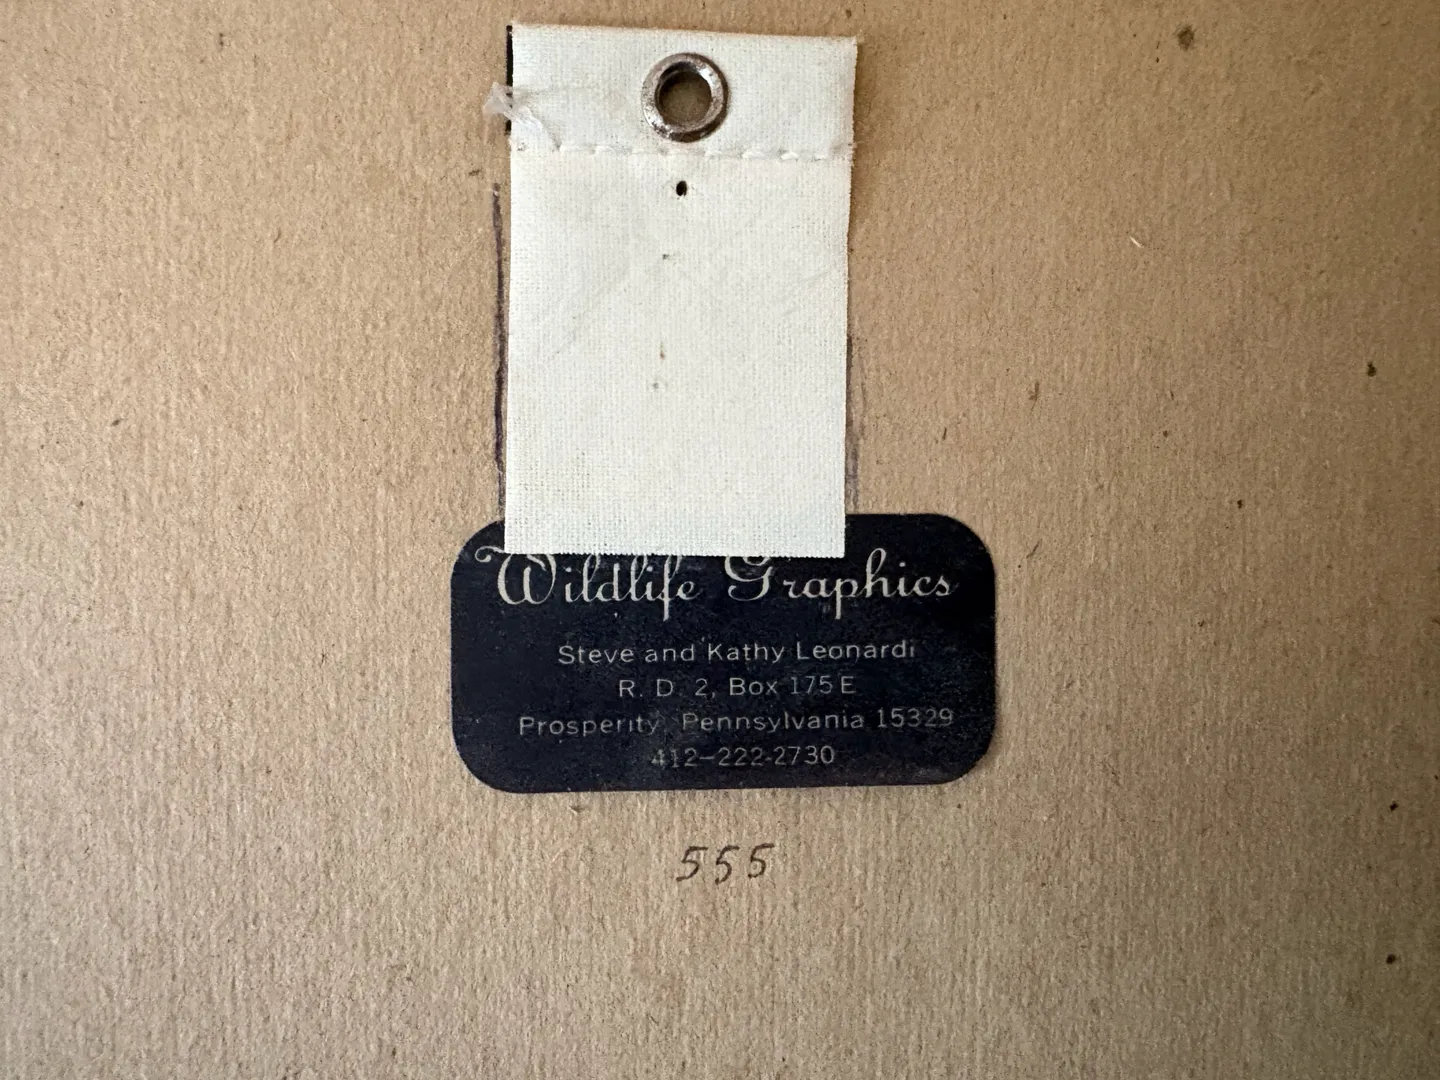 Wildlife Graphics
Steve and Kathy Leonardi
R. D. 2, Box 175 E
Prosperity, Pennsylvania 15329
412-222-2730
555